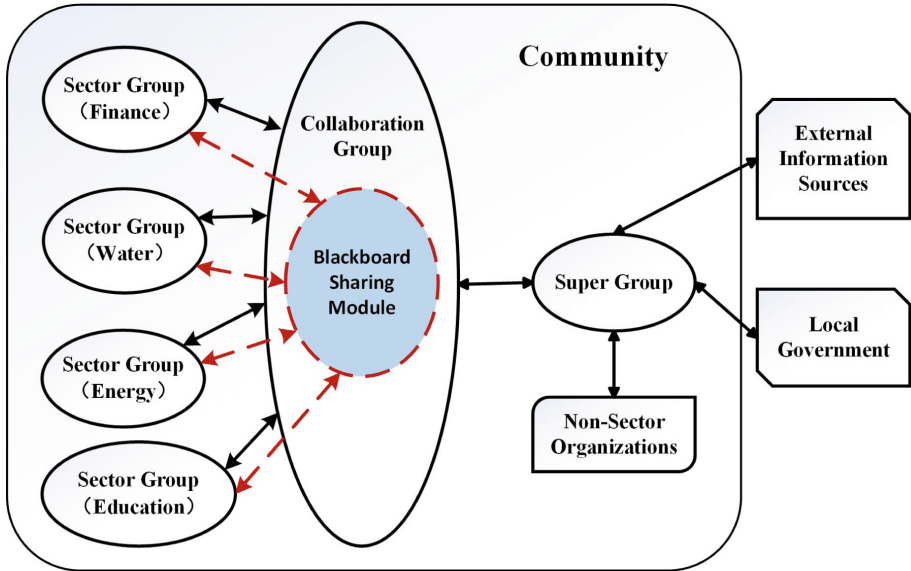 Community
Sector Group
（Finance）
Sector Group
（Water）
Sector Group
（Energy）
Sector Group
（Education）
Collaboration
Group
Blackboard
Sharing
Module
Super Group
Non-Sector
Organizations
External
Information
Sources
Local
Government